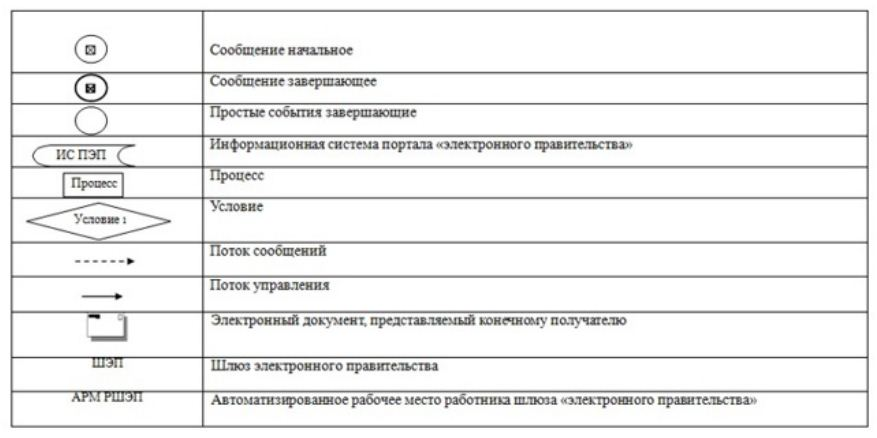 Сообщение начальное
Сообщение завершающее
Простые события завершающие
ИС ПЭП
Информационная система портала «электронного правительства»
Процесс
Процесс
Условие 1
Условие
Поток сообщений
Поток управления
Электронный документ, представляемый конечному получателю
ШЭП
Шлюз электронного правительства
АРМ РШЭП
Автоматизированное рабочее место работника шлюза «электронного правительства»